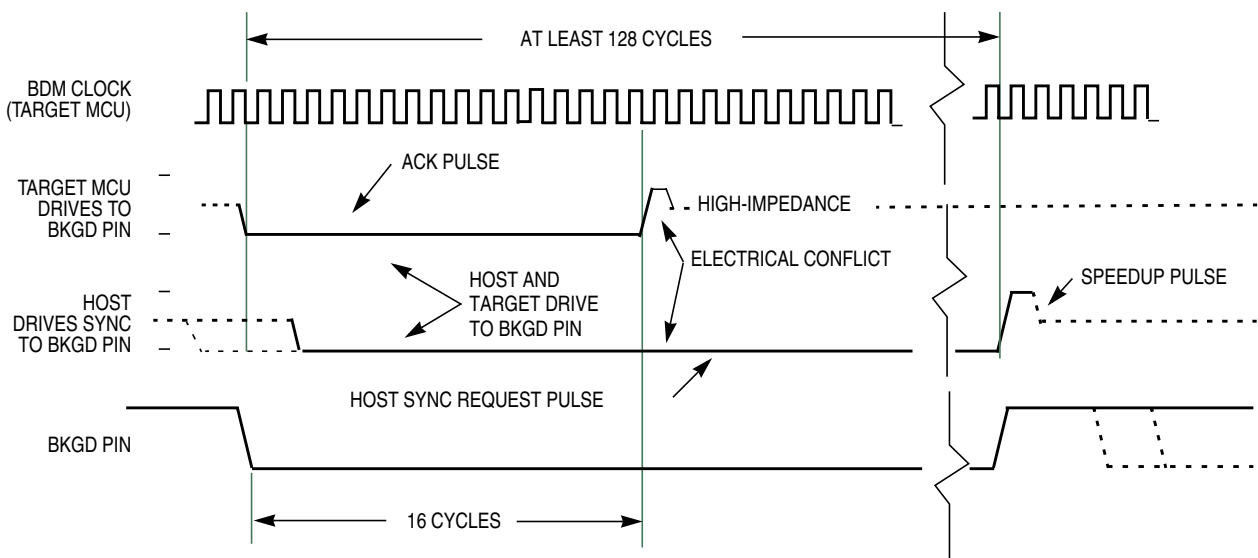 AT LEAST 128 CYCLES
BDM CLOCK
(TARGET MCU)
ACK PULSE
TARGET MCU
DRIVES TO
BKGD PIN
HIGH-IMPEDANCE
ELECTRICAL CONFLICT
HOST AND
TARGET DRIVE
TO BKGD PIN
SPEEDUP PULSE
HOST
DRIVES SYNC
TO BKGD PIN
HOST SYNC REQUEST PULSE
BKGD PIN
16 CYCLES